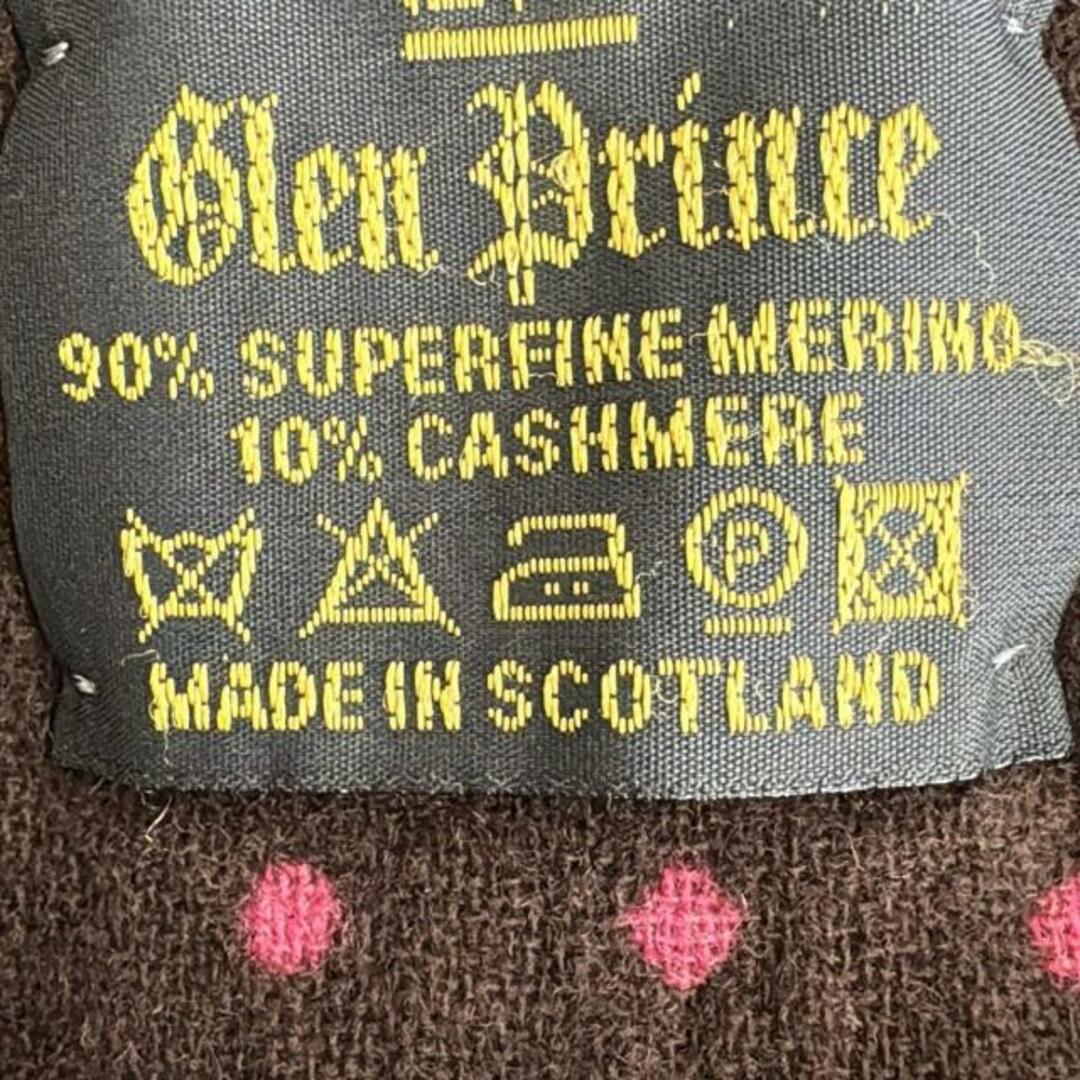 Glen Prince
90% SUPERFINE MERINO
10% CASHMERE
P
MADE IN SCOTLAND